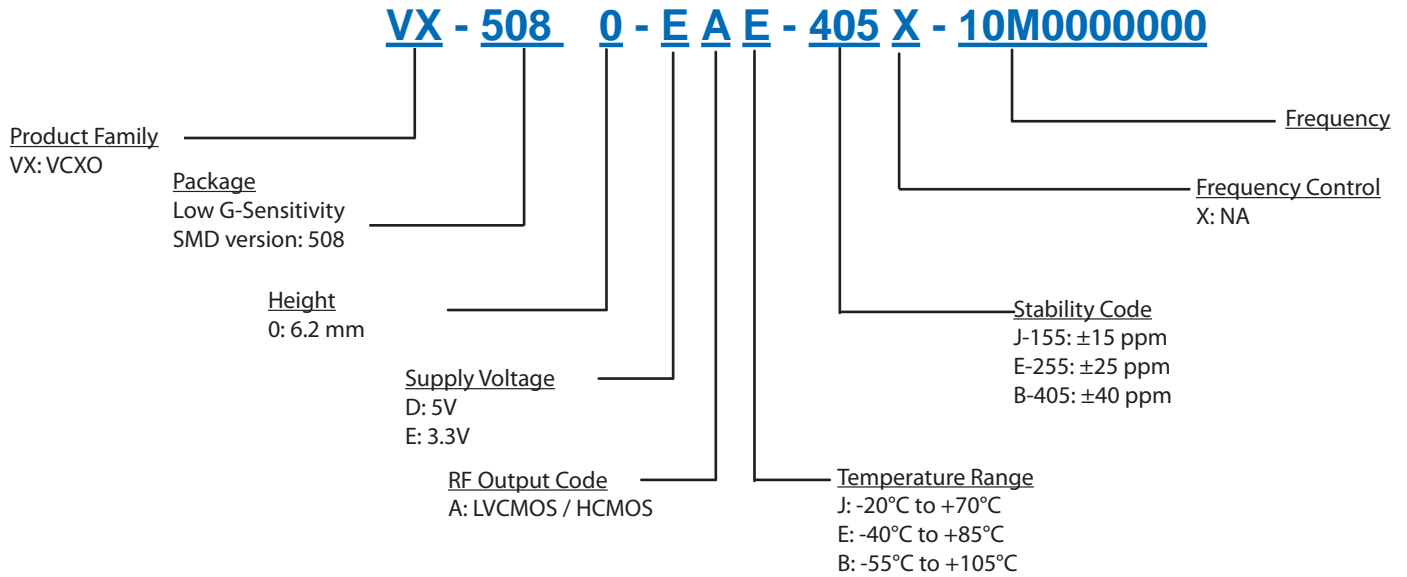 VX - 508 0 - E A E - 405 X - 10M0000000
Product Family
VX: VCXO
Package
Low G-Sensitivity
SMD version: 508
Height
0: 6.2 mm
Supply Voltage
D: 5V
E: 3.3V
RF Output Code
A: LVCMOS / HCMOS
Temperature Range
J: -20°C to +70°C
E: -40°C to +85°C
B: -55°C to +105°C
Stability Code
J-155: ±15 ppm
E-255: ±25 ppm
B-405: ±40 ppm
Frequency Control
X: NA
Frequency